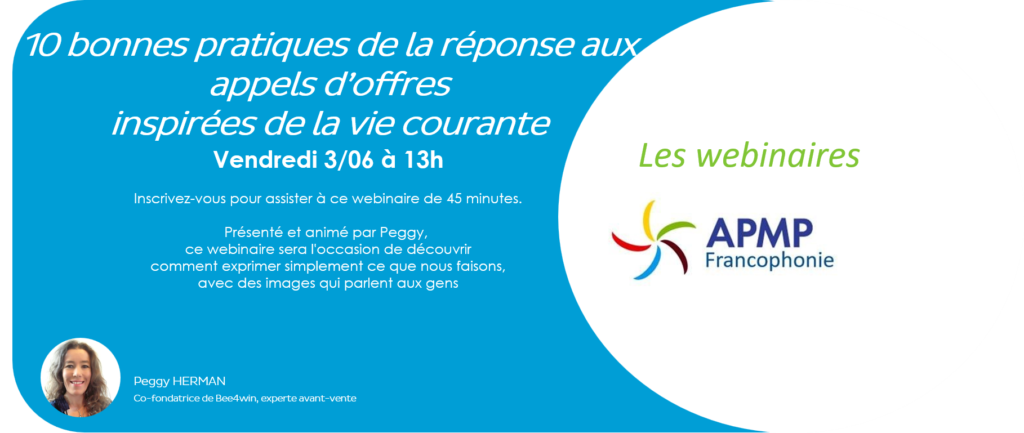 10 bonnes pratiques de la réponse aux
appels d'offres
inspirées de la vie courante
Vendredi 3/06 à 13h
Inscrivez-vous pour assister à ce webinaire de 45 minutes.
Présenté et animé par Peggy,
ce webinaire sera l'occasion de découvrir
comment exprimer simplement ce que nous faisons,
avec des images qui parlent aux gens
Peggy HERMAN
Co-fondatrice de Bee4win, experte avant-vente
Les webinaires
APMP
Francophonie